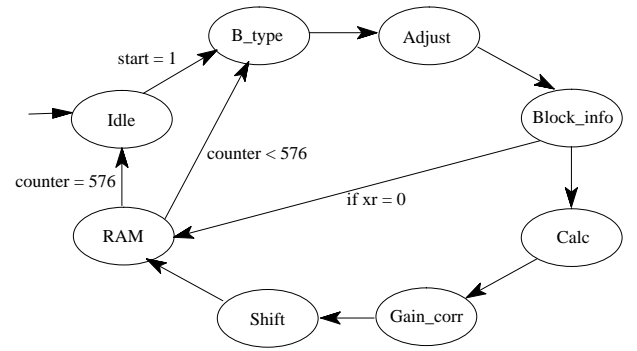 B_type
Adjust
start = 1
Idle
Block_info
counter < 576
counter = 576
if xr = 0
RAM
Calc
Shift
Gain_corr